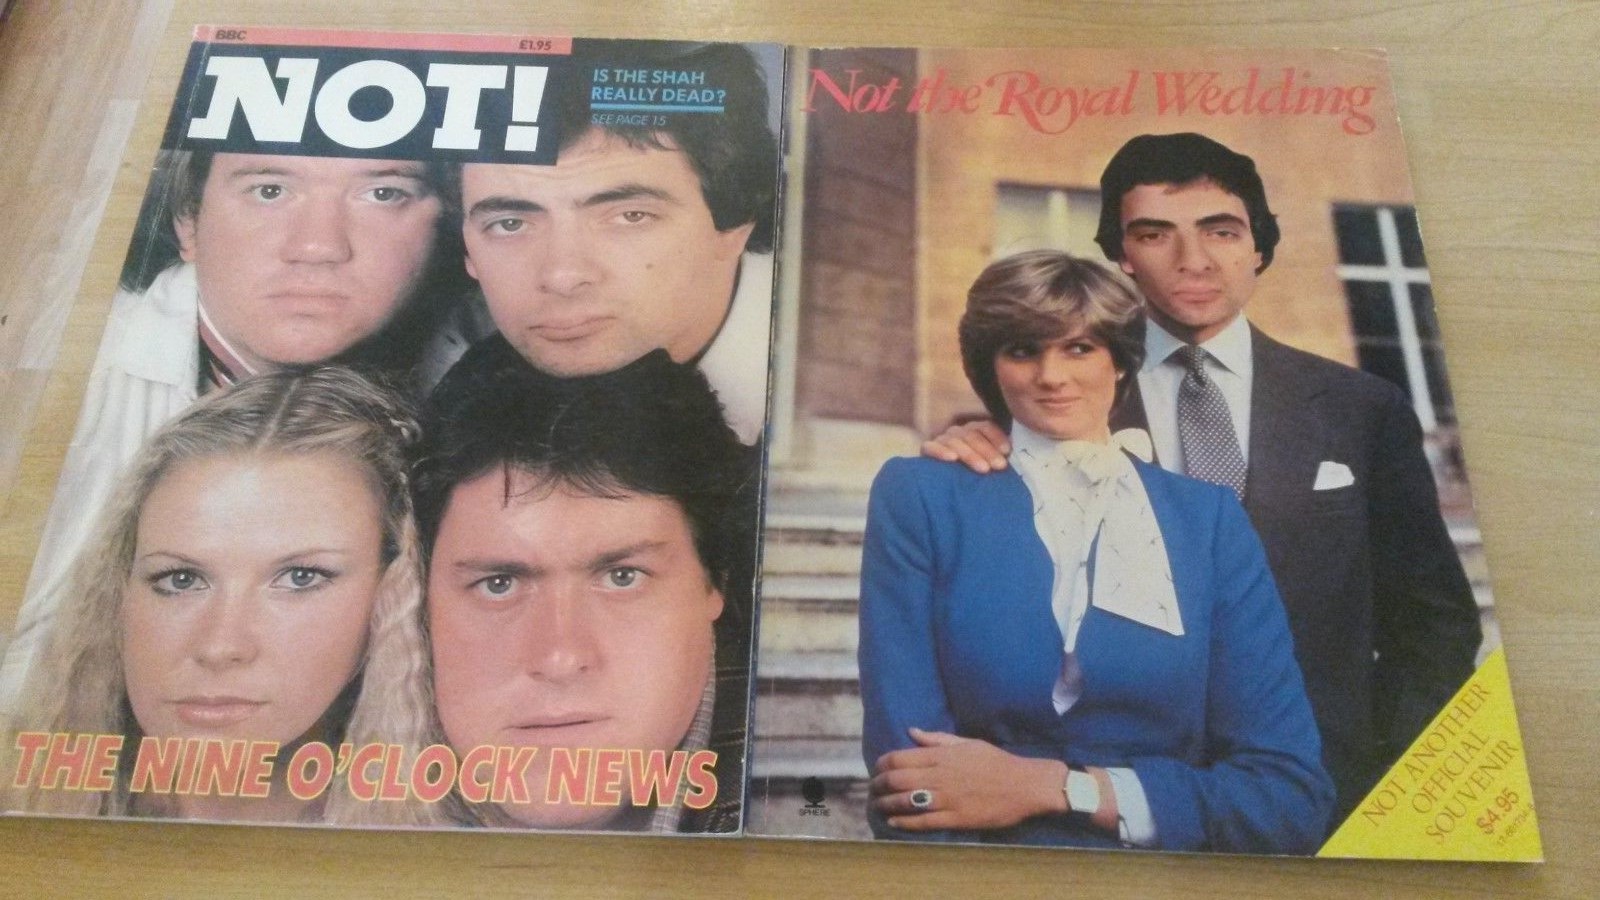 BBC
£1.95
NOT!
IS THE SHAH
REALLY DEAD?
SEE PAGE 15
THE NINE O'CLOCK NEWS
Not the Royal Wedding
SPHERE
NOT ANOTHER
OFFICIAL
SOUVENIR
$4.95